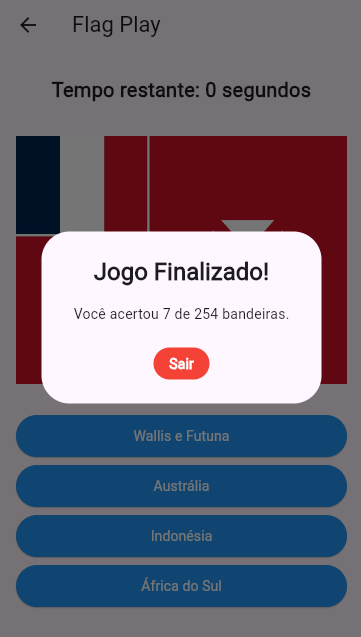 Flag Play
Tempo restante: 0 segundos
Jogo Finalizado!
Você acertou 7 de 254 bandeiras.
Sair
Wallis e Futuna
Austrália
Indonésia
África do Sul